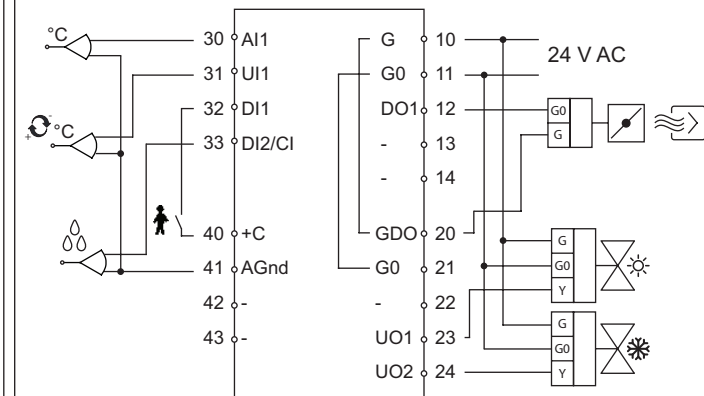 °C 30 AI1 G 10
24 V AC
31 UI1 G0 11
32 DI1 DO1 12 G0
+ - °C 33 DI2/CI - 13 G
- 14
40 +C GDO 20 G
41 AGnd G0 21 G0
42 - - 22 Y
43 - UO1 23 G
G0
UO2 24 Y